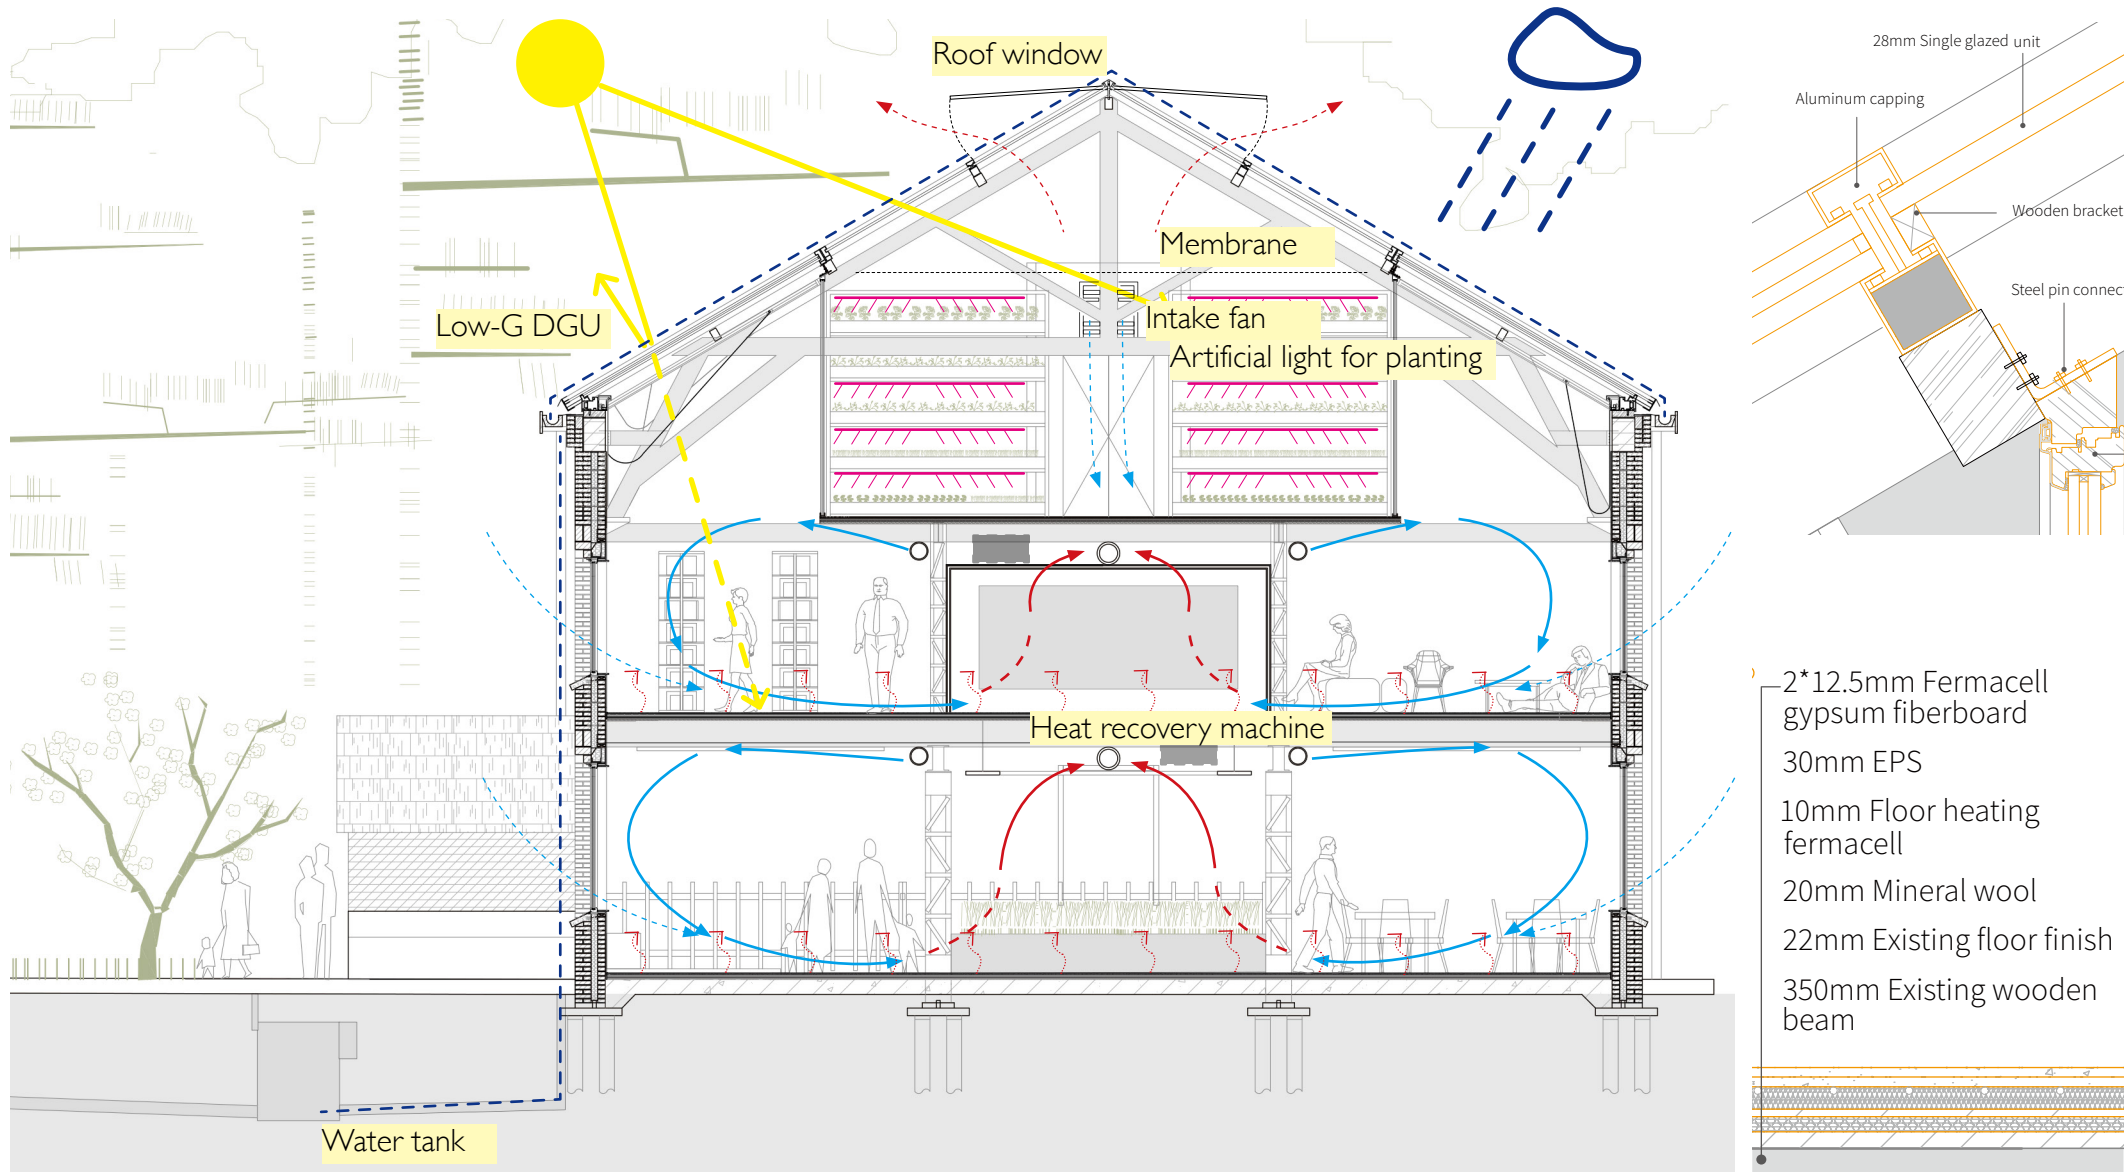 Roof window
Membrane
Low-G DGU
Intake fan
Artificial light for planting
Heat recovery machine
Water tank
28mm Single glazed unit
Aluminum capping
Wooden bracket
Steel pin connect
2*12.5mm Fermacell
gypsum fiberboard
30mm EPS
10mm Floor heating
fermacell
20mm Mineral wool
22mm Existing floor finish
350mm Existing wooden
beam